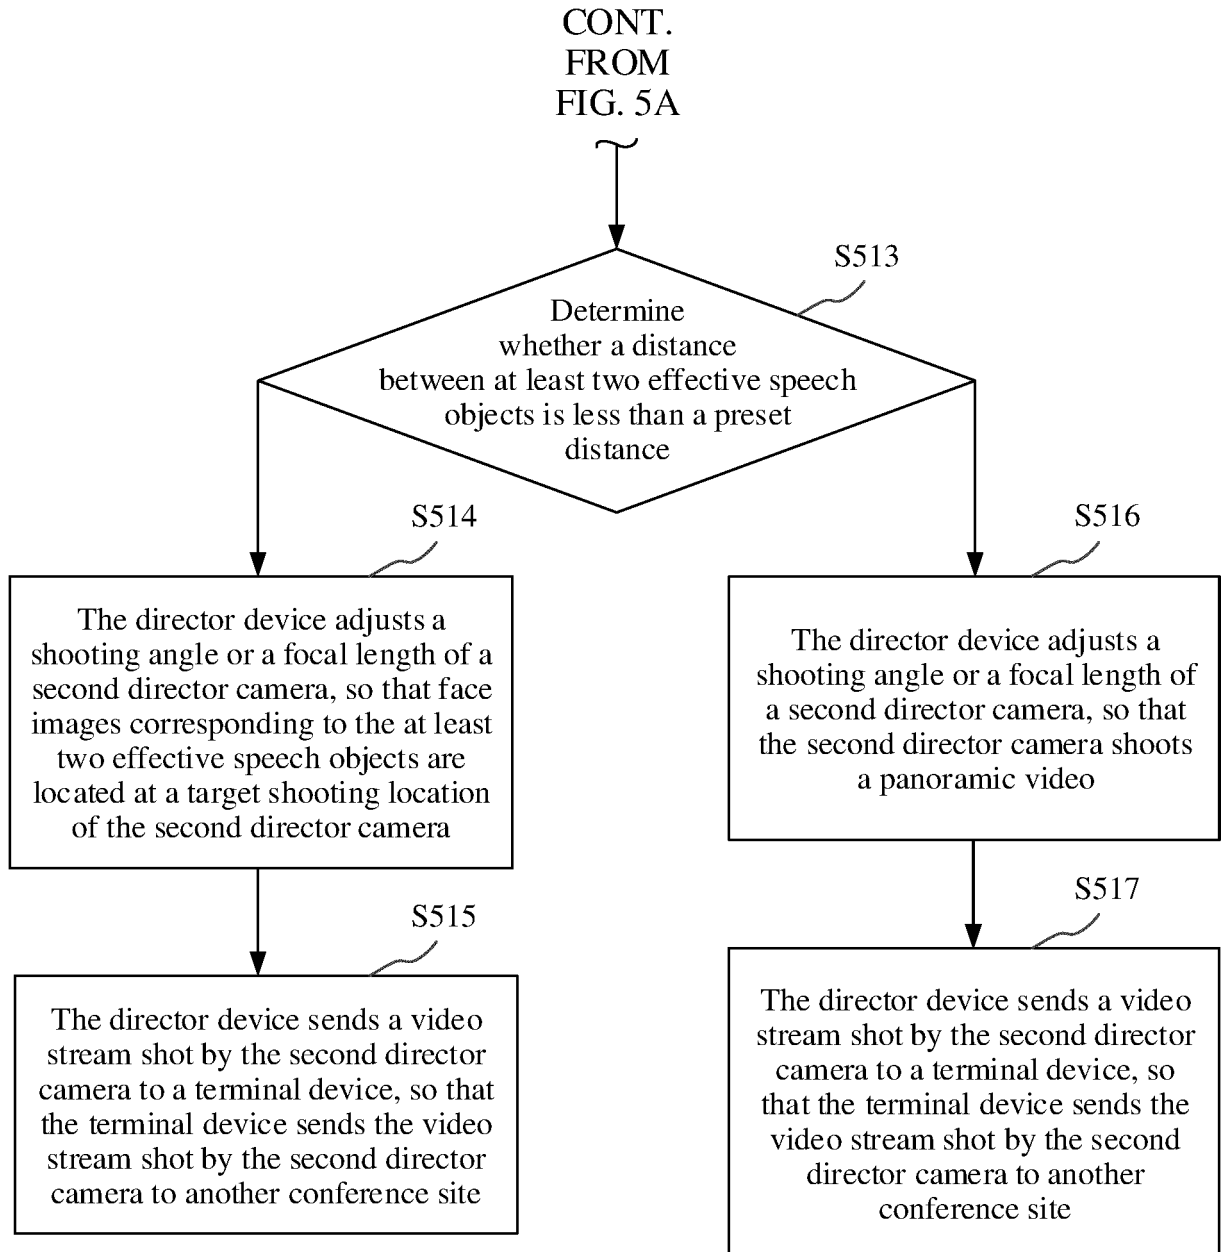 CONT.
FROM
FIG. 5A
S513
Determine
whether a distance
between at least two effective speech
objects is less than a preset
distance
S514
The director device adjusts a
shooting angle or a focal length of a
second director camera, so that face
images corresponding to the at least
two effective speech objects are
located at a target shooting location
of the second director camera
S516
The director device adjusts a
shooting angle or a focal length of
a second director camera, so that
the second director camera shoots
a panoramic video
S515
The director device sends a video
stream shot by the second director
camera to a terminal device, so that
the terminal device sends the video
stream shot by the second director
camera to another conference site
S517
The director device sends a video
stream shot by the second director
camera to a terminal device, so
that the terminal device sends the
video stream shot by the second
director camera to another
conference site